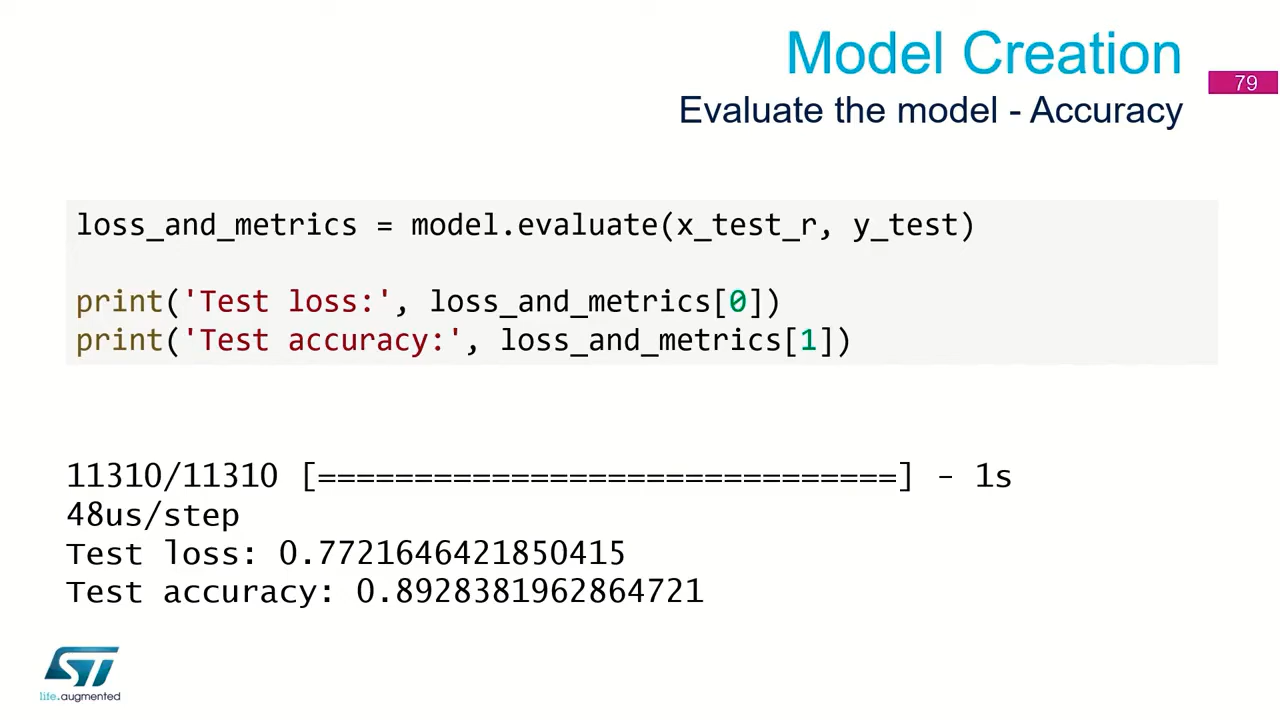 Model Creation
79
Evaluate the model - Accuracy
loss_and_metrics = model.evaluate(x_test_r, y_test)
print('Test loss:', loss_and_metrics[0])
print('Test accuracy:', loss_and_metrics[1])
11310/11310 [==============================] - 1s
48us/step
Test loss: 0.7721646421850415
Test accuracy: 0.8928381962864721
ST
life.augmented